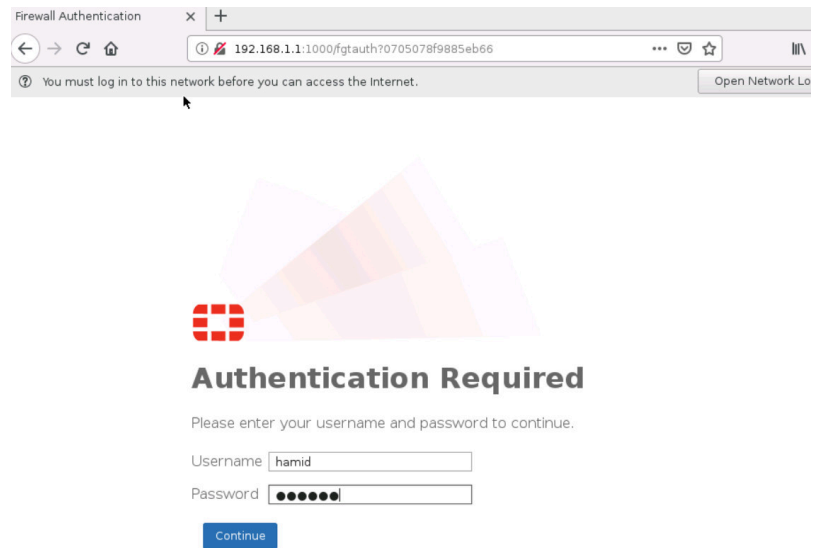 Firewall Authentication
192.168.1.1:1000/fgtauth?0705078f9885eb66
You must log in to this network before you can access the Internet.
Open Network Lo
Authentication Required
Please enter your username and password to continue.
Username hamid
Password
Continue